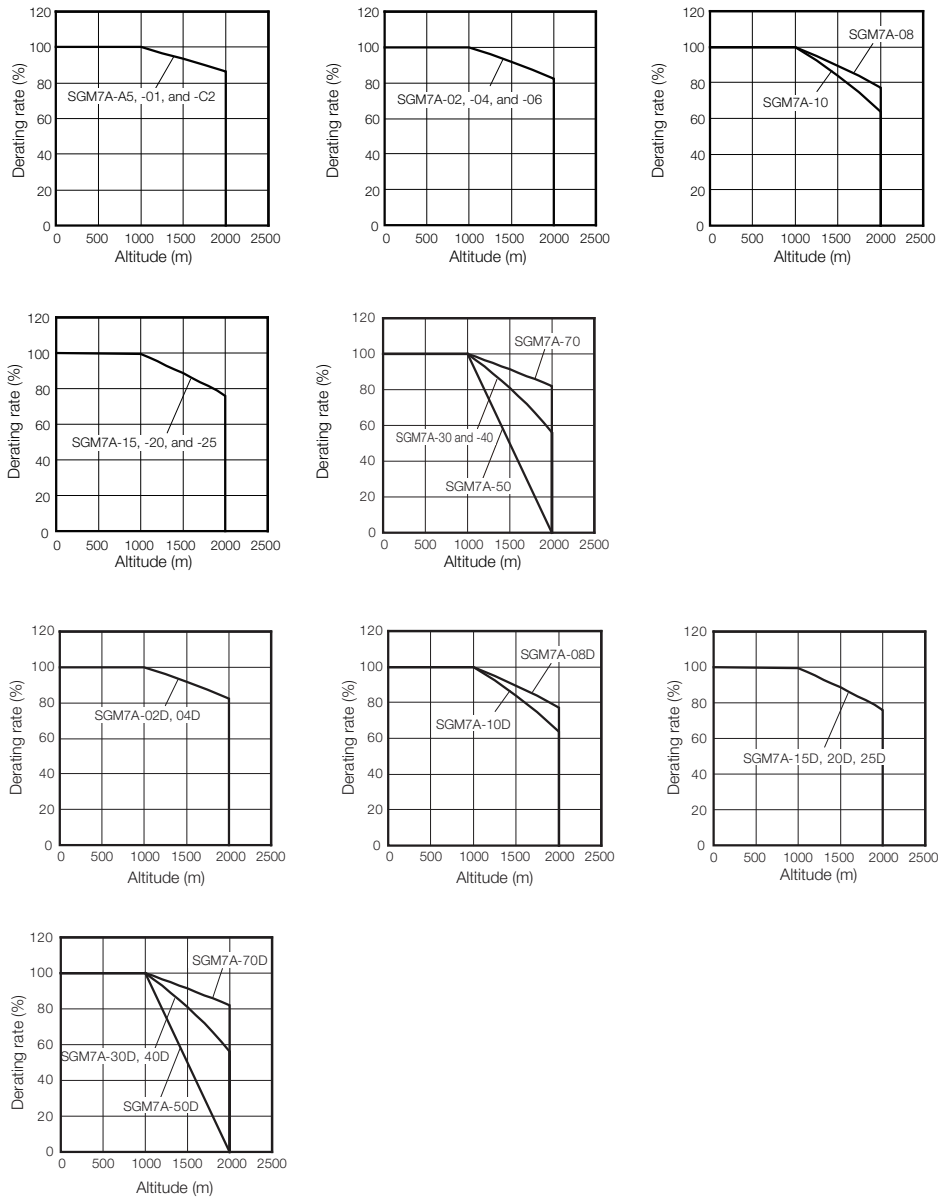 120
100
80
60
40
20
0
Derating rate (%)
SGM7A-A5, -01, and -C2
0 500 1000 1500 2000 2500
Altitude (m)
120
100
80
60
40
20
0
Derating rate (%)
SGM7A-02, -04, and -06
0 500 1000 1500 2000 2500
Altitude (m)
120
100
80
60
40
20
0
Derating rate (%)
SGM7A-08
SGM7A-10
0 500 1000 1500 2000 2500
Altitude (m)
120
100
80
60
40
20
0
Derating rate (%)
SGM7A-15, -20, and -25
0 500 1000 1500 2000 2500
Altitude (m)
120
100
80
60
40
20
0
Derating rate (%)
SGM7A-70
SGM7A-30 and -40
SGM7A-50
0 500 1000 1500 2000 2500
Altitude (m)
120
100
80
60
40
20
0
Derating rate (%)
SGM7A-02D, 04D
0 500 1000 1500 2000 2500
Altitude (m)
120
100
80
60
40
20
0
Derating rate (%)
SGM7A-08D
SGM7A-10D
0 500 1000 1500 2000 2500
Altitude (m)
120
100
80
60
40
20
0
Derating rate (%)
SGM7A-15D, 20D, 25D
0 500 1000 1500 2000 2500
Altitude (m)
120
100
80
60
40
20
0
Derating rate (%)
SGM7A-70D
SGM7A-30D, 40D
SGM7A-50D
0 500 1000 1500 2000 2500
Altitude (m)